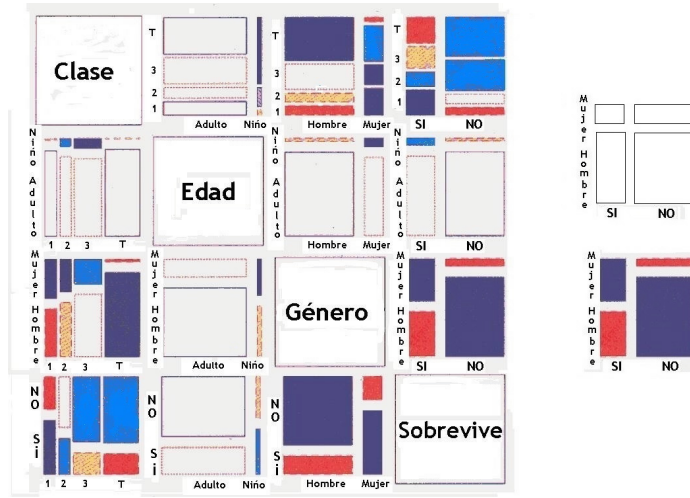 Clase
T
3
2
1
Adulto Niño
T
3
2
1
Hombre Mujer
T
3
2
1
SI NO
Niño Adulto
1 2 3 T
Edad
Niño Adulto
Hombre Mujer
Niño Adulto
SI NO
Mujer Hombre
SI NO
Mujer Hombre
1 2 3 T
Mujer Hombre
Adulto Niño
Género
Mujer Hombre
SI NO
Mujer Hombre
SI NO
NO Si
1 2 3 T
NO Si
Adulto Niño
NO Si
Hombre Mujer
Sobrevive